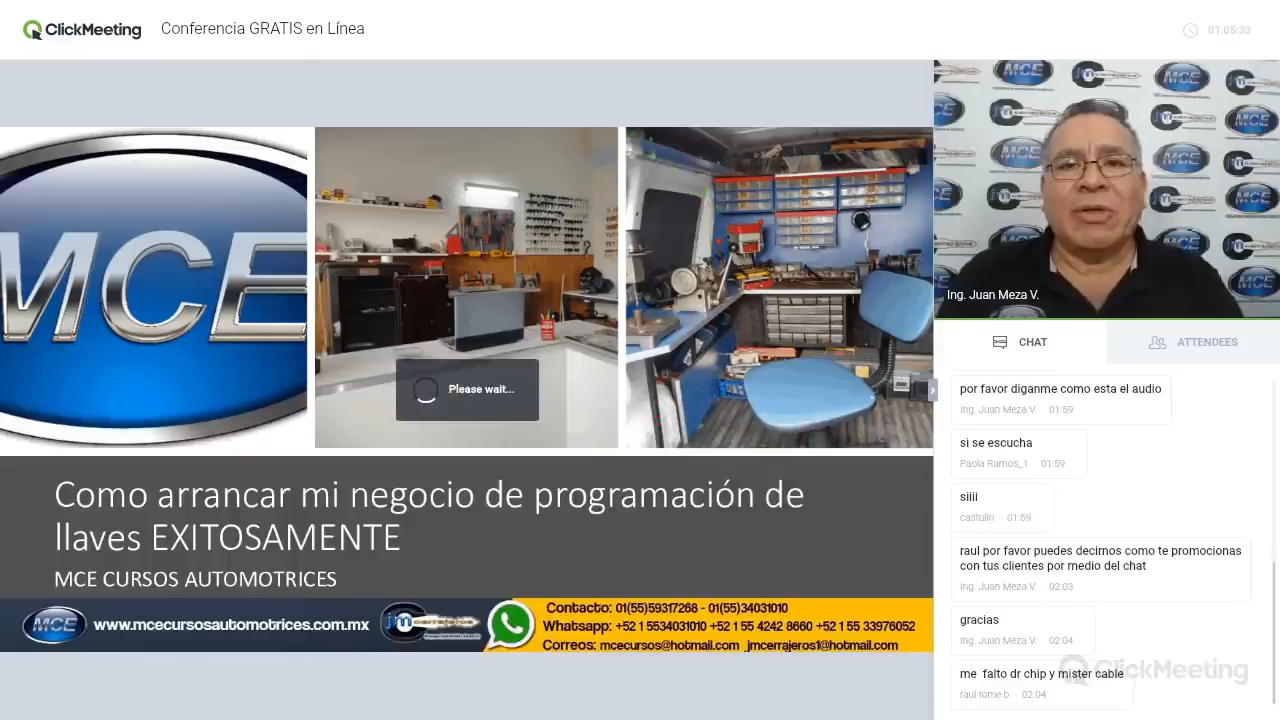 ClickMeeting
Conferencia GRATIS en Línea
01:05:33
MCE
Please wait...
Como arrancar mi negocio de programación de
llaves EXITOSAMENTE
MCE CURSOS AUTOMOTRICES
MCE
www.mcecursosautomotrices.com.mx
jm cerrajeros
Contacto: 01(55)59317268 - 01(55)34031010
Whatsapp: +52 1 5534031010 +52 1 55 4242 8660 +52 1 55 33976052
Correos: mcecursos@hotmail.com jmcerrajeros1@hotmail.com
Ing. Juan Meza V.
CHAT
ATTENDEES
por favor diganme como esta el audio
Ing. Juan Meza V. 01:59
si se escucha
Paola Ramos_1 01:59
siiii
castulin 01:59
raul por favor puedes decirnos como te promocionas
con tus clientes por medio del chat
Ing. Juan Meza V. 02:03
gracias
Ing. Juan Meza V. 02:04
me falto dr chip y mister cable
raul tome b 02:04
ClickMeeting